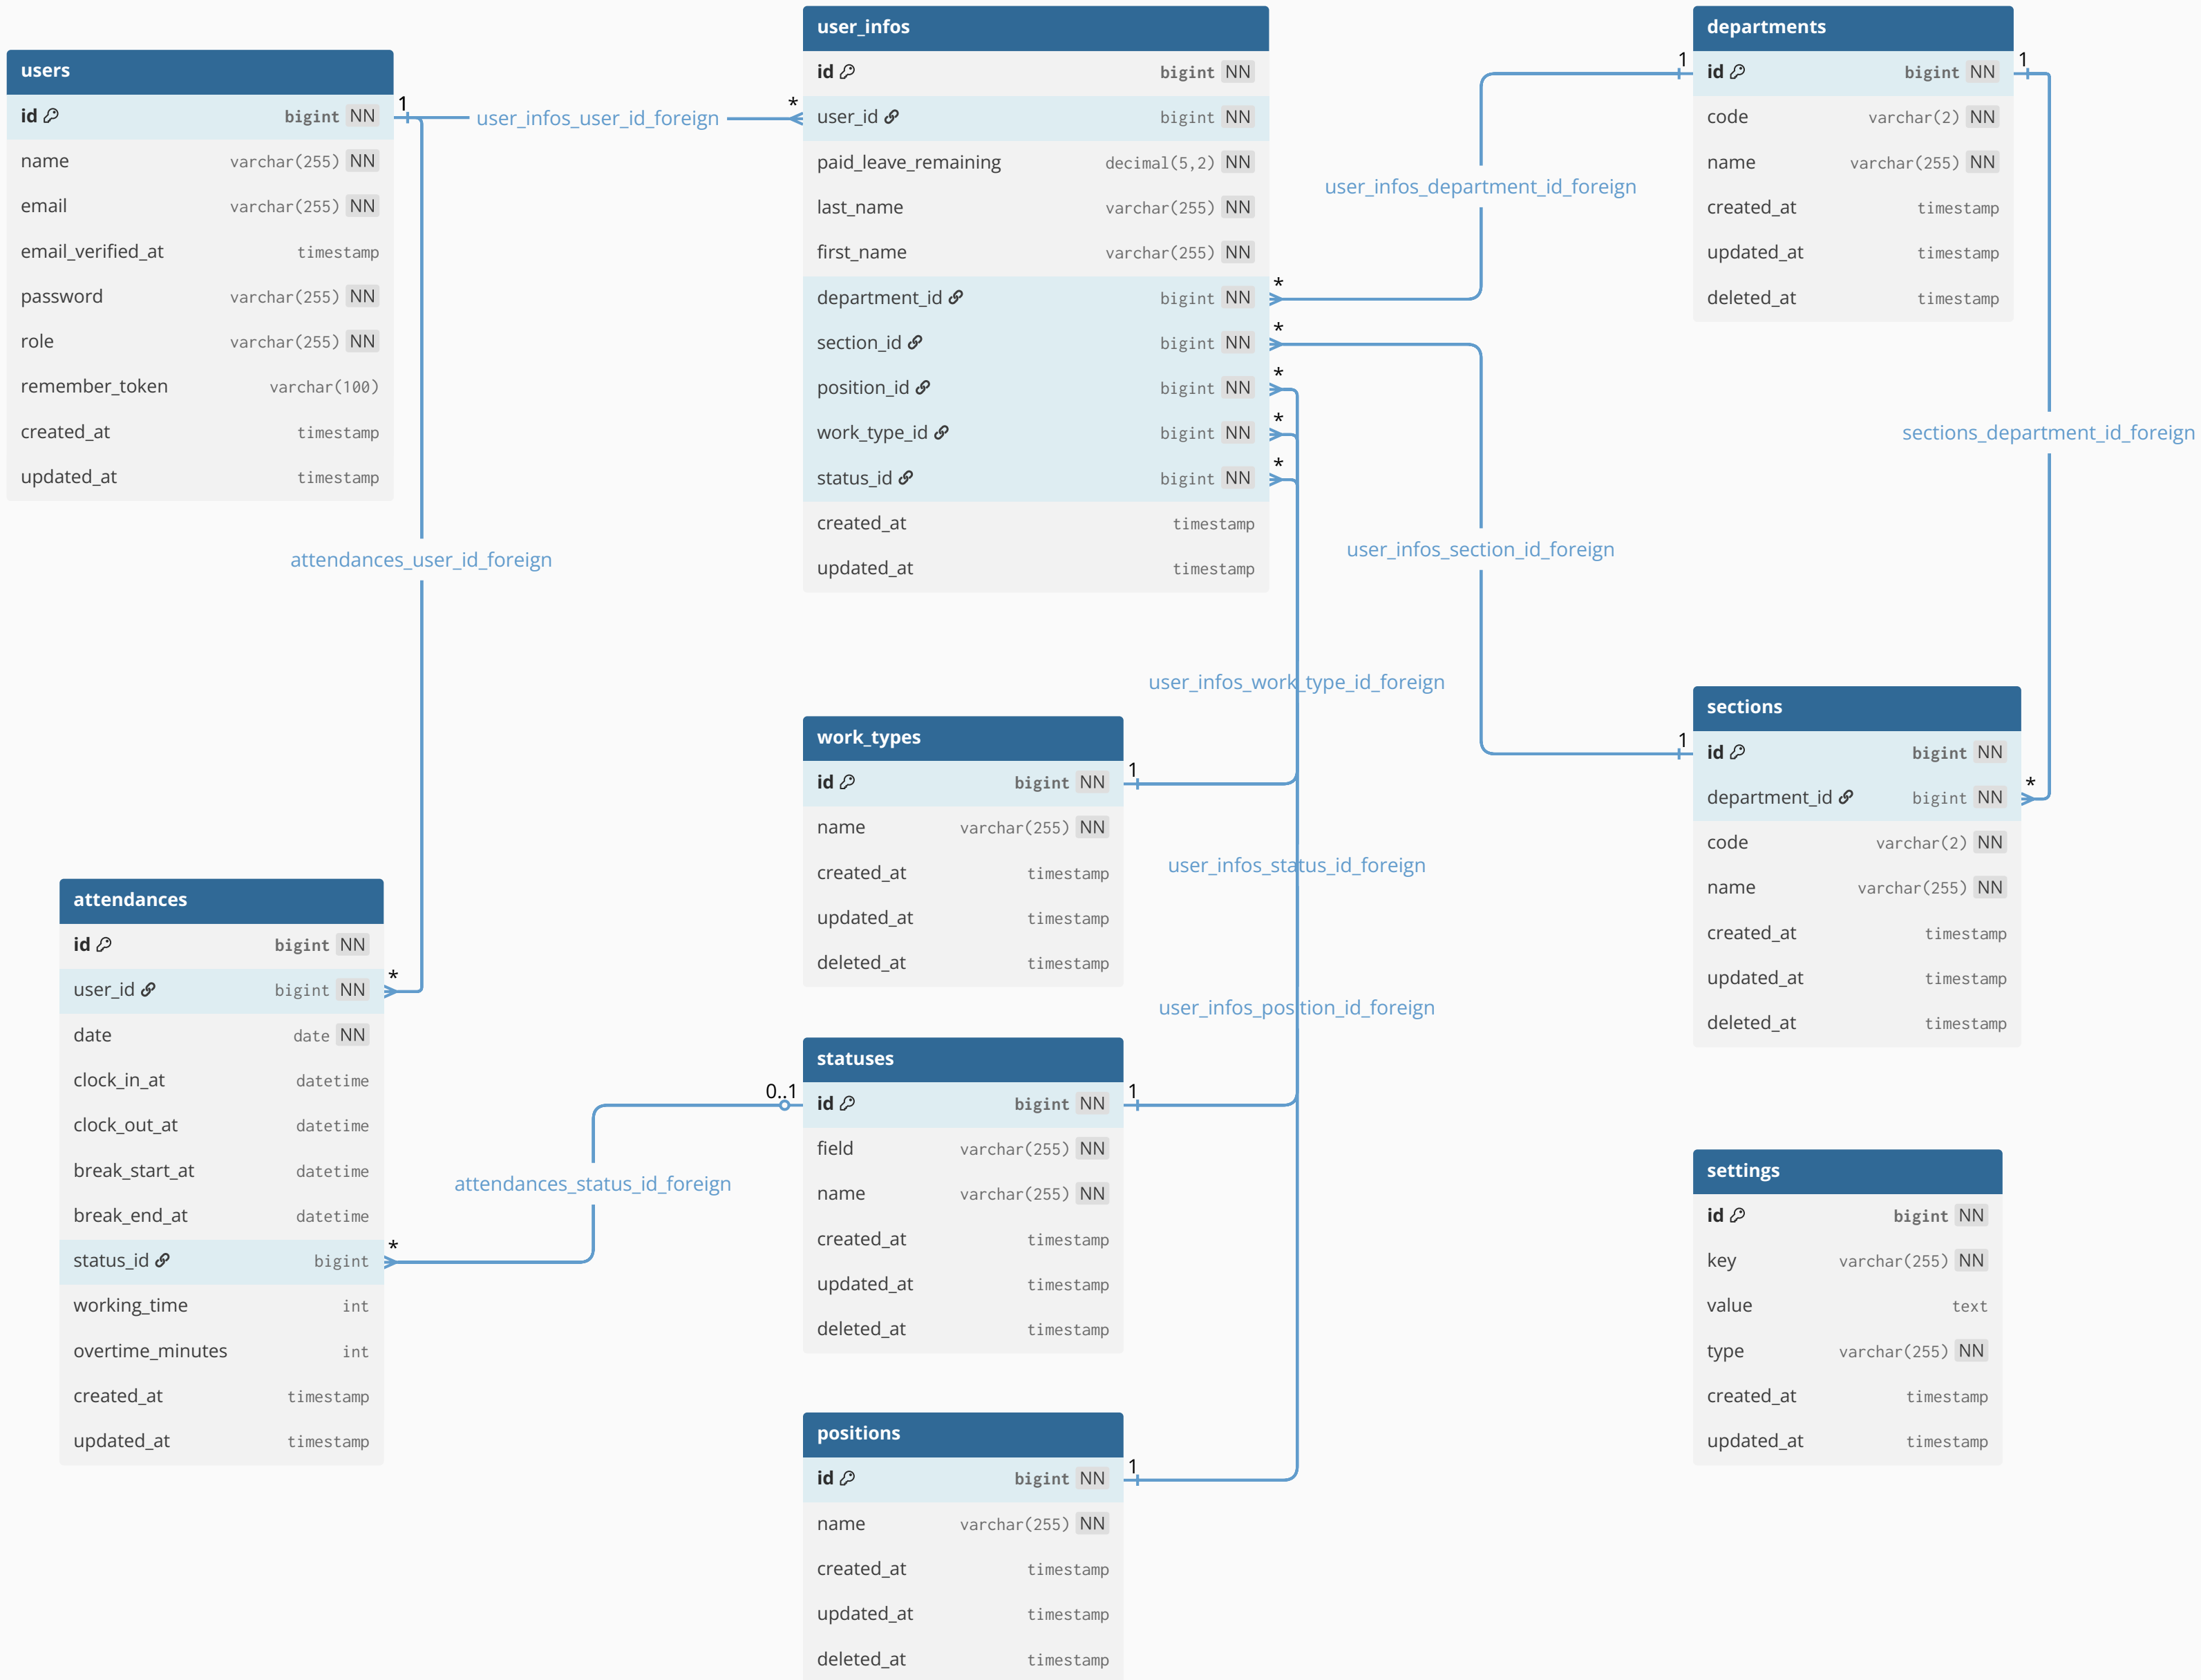 users
id bigint NN
name varchar(255) NN
email varchar(255) NN
email_verified_at timestamp
password varchar(255) NN
role varchar(255) NN
remember_token varchar(100)
created_at timestamp
updated_at timestamp
1
user_infos_user_id_foreign
*
attendances_user_id_foreign
user_infos
id bigint NN
user_id bigint NN
paid_leave_remaining decimal(5,2) NN
last_name varchar(255) NN
first_name varchar(255) NN
department_id bigint NN
section_id bigint NN
position_id bigint NN
work_type_id bigint NN
status_id bigint NN
created_at timestamp
updated_at timestamp
*
*
*
*
*
user_infos_department_id_foreign
1
departments
id bigint NN
code varchar(2) NN
name varchar(255) NN
created_at timestamp
updated_at timestamp
deleted_at timestamp
1
sections_department_id_foreign
user_infos_section_id_foreign
user_infos_work_type_id_foreign
work_types
id bigint NN
name varchar(255) NN
created_at timestamp
updated_at timestamp
deleted_at timestamp
1
user_infos_status_id_foreign
user_infos_position_id_foreign
1
sections
id bigint NN
department_id bigint NN
code varchar(2) NN
name varchar(255) NN
created_at timestamp
updated_at timestamp
deleted_at timestamp
*
attendances
id bigint NN
user_id bigint NN
date date NN
clock_in_at datetime
clock_out_at datetime
break_start_at datetime
break_end_at datetime
status_id bigint
working_time int
overtime_minutes int
created_at timestamp
updated_at timestamp
*
*
attendances_status_id_foreign
0..1
statuses
id bigint NN
field varchar(255) NN
name varchar(255) NN
created_at timestamp
updated_at timestamp
deleted_at timestamp
1
settings
id bigint NN
key varchar(255) NN
value text
type varchar(255) NN
created_at timestamp
updated_at timestamp
positions
id bigint NN
name varchar(255) NN
created_at timestamp
updated_at timestamp
deleted_at timestamp
1